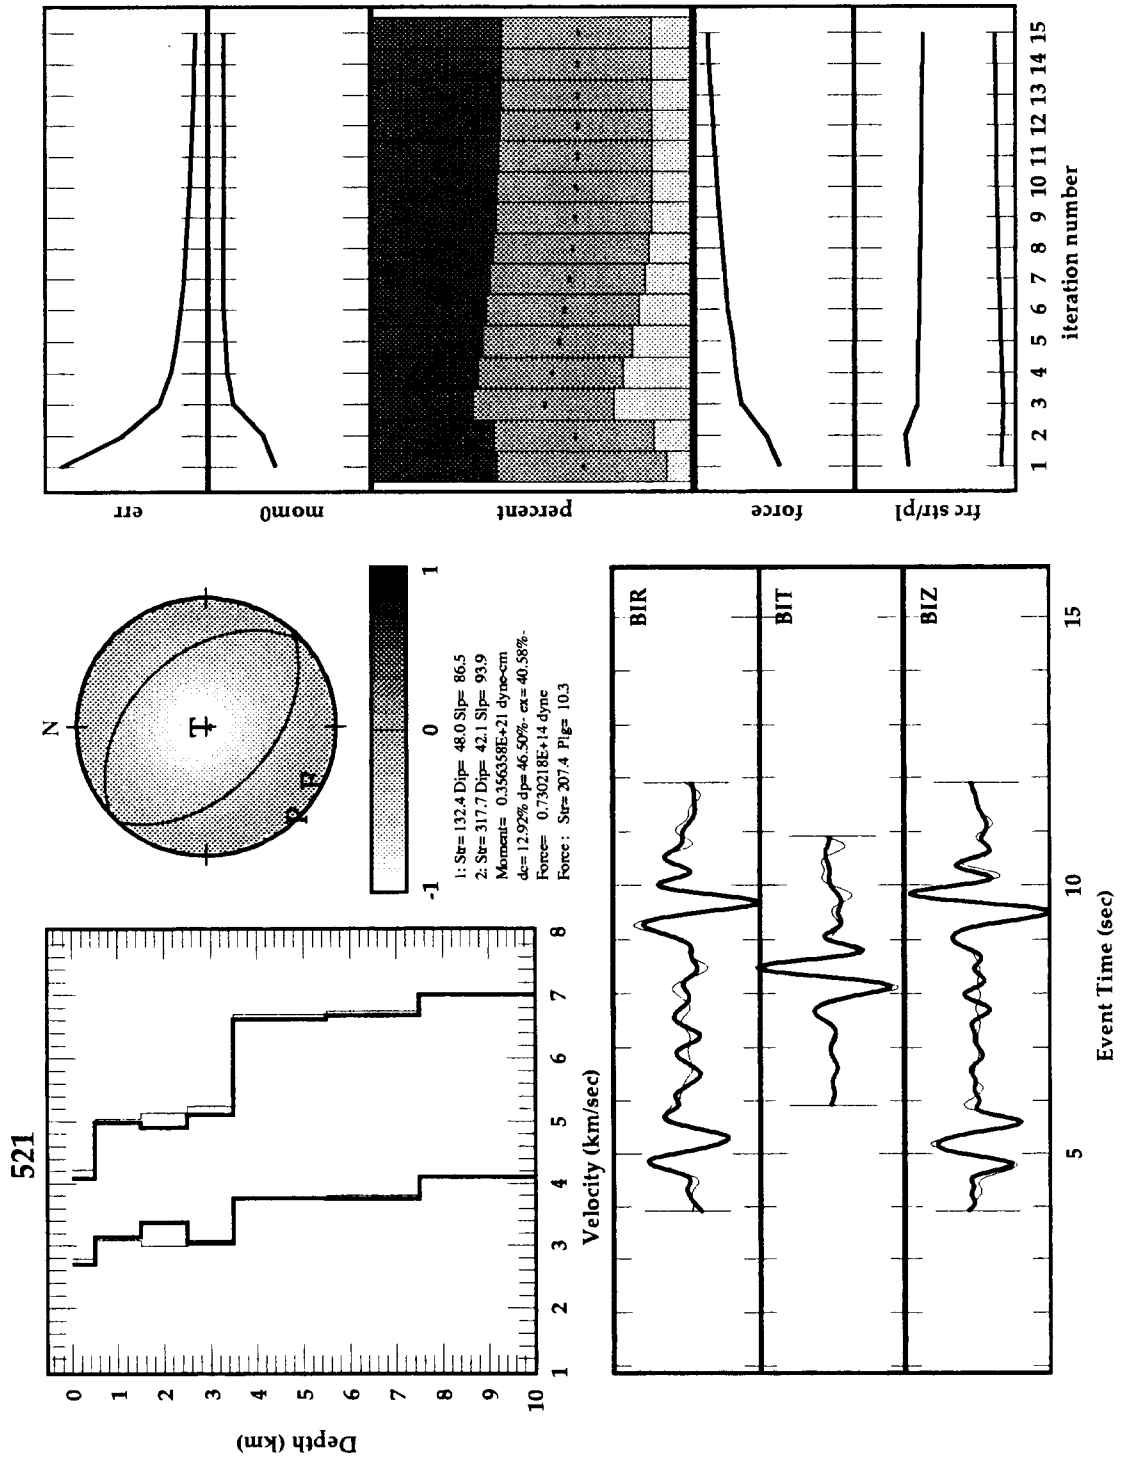 521
0
1
2
3
4
5
6
7
8
9
10
Depth (km)
1
2
3
4
5
6
7
8
Velocity (km/sec)
N
T
P
F
-1
0
1
1: Str= 132.4 Dip= 48.0 Slp= 86.5
2: Str= 317.7 Dip= 42.1 Slp= 93.9
Moment= 0.356358E+21 dyne-cm
dc= 12.92% dp= 46.50%- ex= 40.58%-
Force= 0.730218E+14 dyne
Force : Str= 207.4 Plg= 10.3
err
mom0
percent
force
frc str/pl
1 2 3 4 5 6 7 8 9 10 11 12 13 14 15
iteration number
BIR
BIT
BIZ
5
10
15
Event Time (sec)